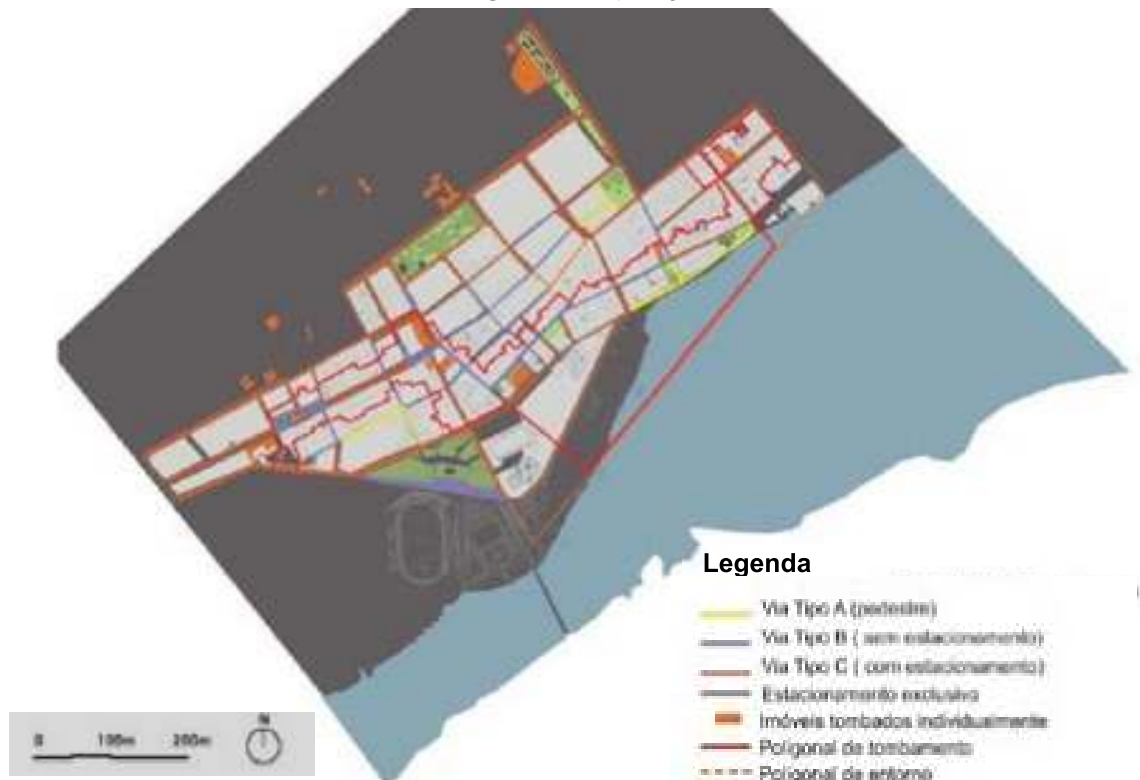 Legenda
Via Tipo A (pedestre)
Via Tipo B ( sem estacionamento)
Via Tipo C ( com estacionamento)
Estacionamento exclusivo
Imóveis tombados individualmente
Poligonal de tombamento
Poligonal de entorno
0 100m 200m
N